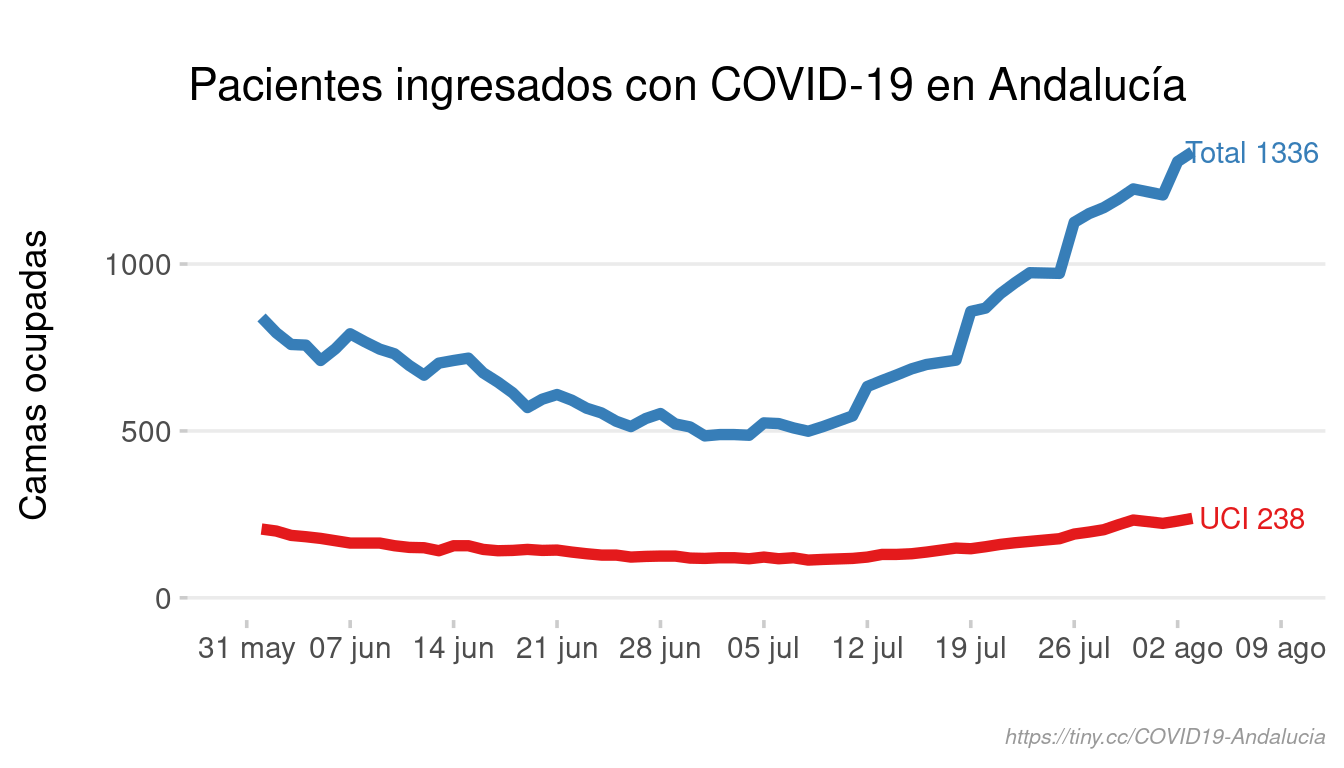 Pacientes ingresados con COVID-19 en Andalucía
Camas ocupadas
Total 1336
1000
500
UCI 238
0
31 may 07 jun 14 jun 21 jun 28 jun 05 jul 12 jul 19 jul 26 jul 02 ago 09 ago
https://tiny.cc/COVID19-Andalucia